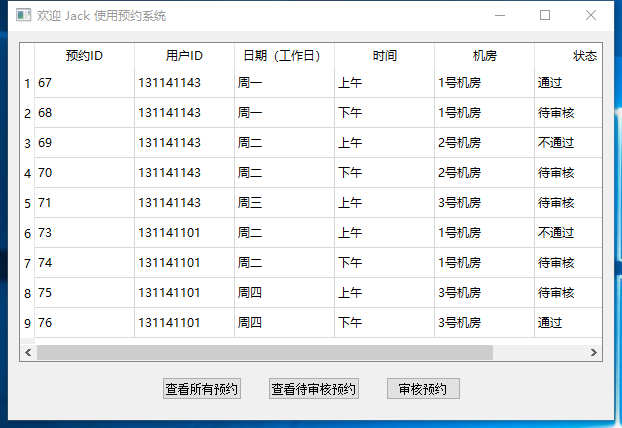 欢迎 Jack 使用预约系统
预约ID 用户ID 日期（工作日） 时间 机房 状态
1 67 131141143 周一 上午 1号机房 通过
2 68 131141143 周一 下午 1号机房 待审核
3 69 131141143 周二 上午 2号机房 不通过
4 70 131141143 周二 下午 2号机房 待审核
5 71 131141143 周三 上午 3号机房 待审核
6 73 131141101 周二 上午 1号机房 不通过
7 74 131141101 周二 下午 1号机房 待审核
8 75 131141101 周四 上午 3号机房 待审核
9 76 131141101 周四 下午 3号机房 通过
查看所有预约 查看待审核预约 审核预约